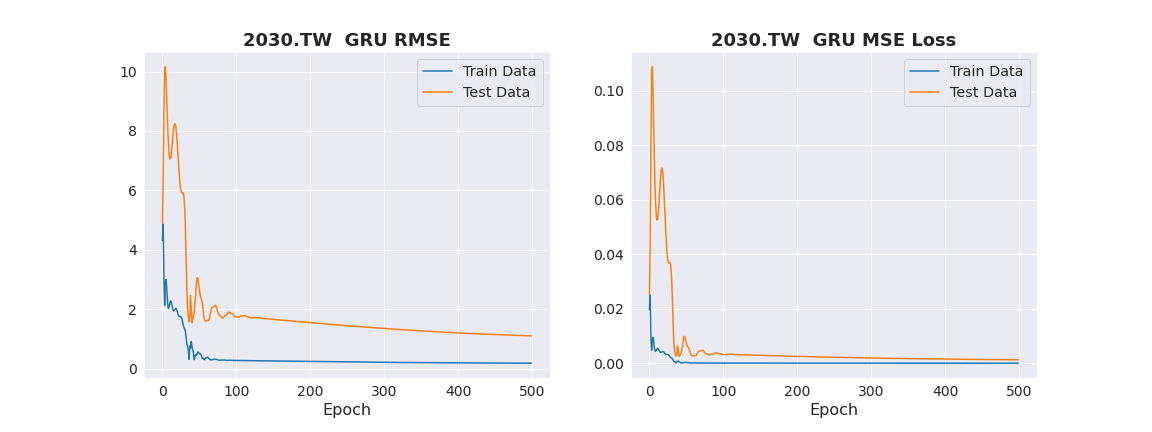 2030.TW  GRU RMSE
Train Data
Test Data
10
8
6
4
2
0
0 100 200 300 400 500
Epoch
2030.TW  GRU MSE Loss
Train Data
Test Data
0.10
0.08
0.06
0.04
0.02
0.00
0 100 200 300 400 500
Epoch